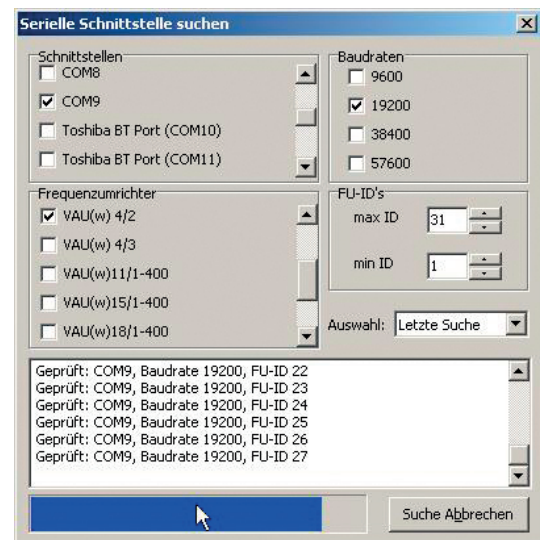 Serielle Schnittstelle suchen
Schnittstellen
COM8
COM9
Toshiba BT Port (COM10)
Toshiba BT Port (COM11)
Baudraten
9600
19200
38400
57600
Frequenzumrichter
VAU(w) 4/2
VAU(w) 4/3
VAU(w)11/1-400
VAU(w)15/1-400
VAU(w)18/1-400
FU-ID's
max ID 31
min ID 1
Auswahl: Letzte Suche
Geprüft: COM9, Baudrate 19200, FU-ID 22
Geprüft: COM9, Baudrate 19200, FU-ID 23
Geprüft: COM9, Baudrate 19200, FU-ID 24
Geprüft: COM9, Baudrate 19200, FU-ID 25
Geprüft: COM9, Baudrate 19200, FU-ID 26
Geprüft: COM9, Baudrate 19200, FU-ID 27
Suche Abbrechen